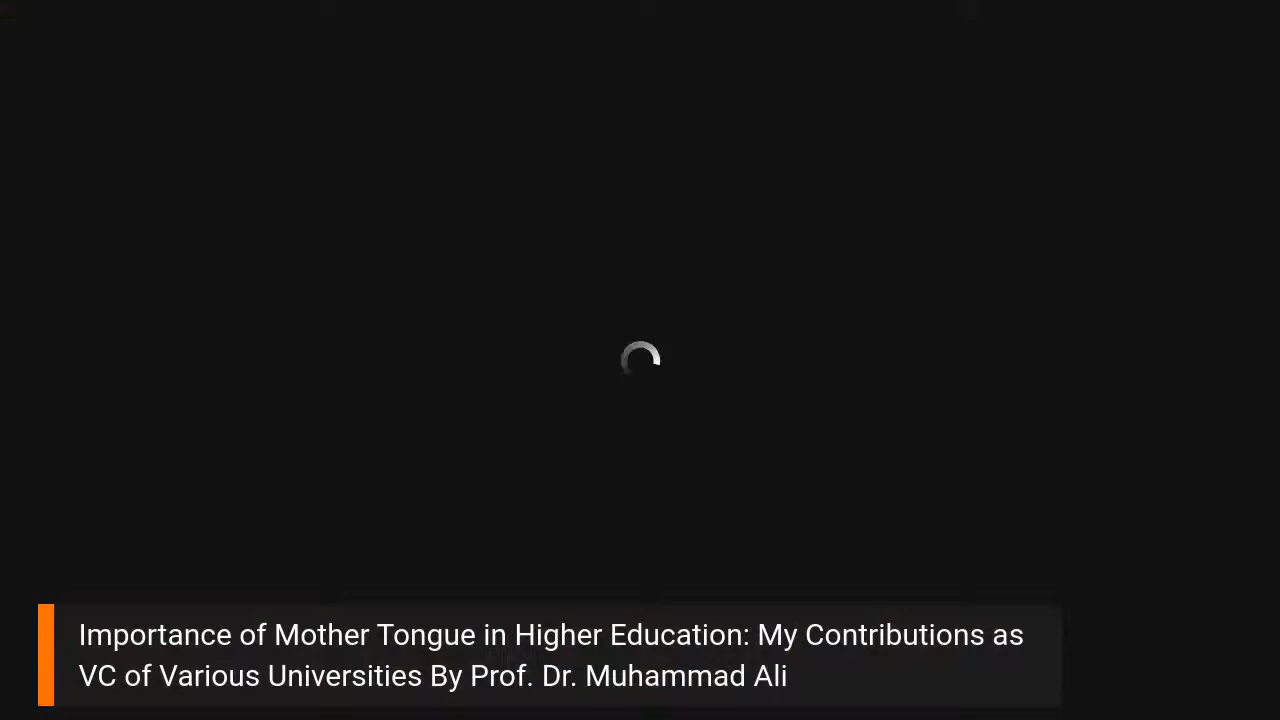 Importance of Mother Tongue in Higher Education: My Contributions as
VC of Various Universities By Prof. Dr. Muhammad Ali